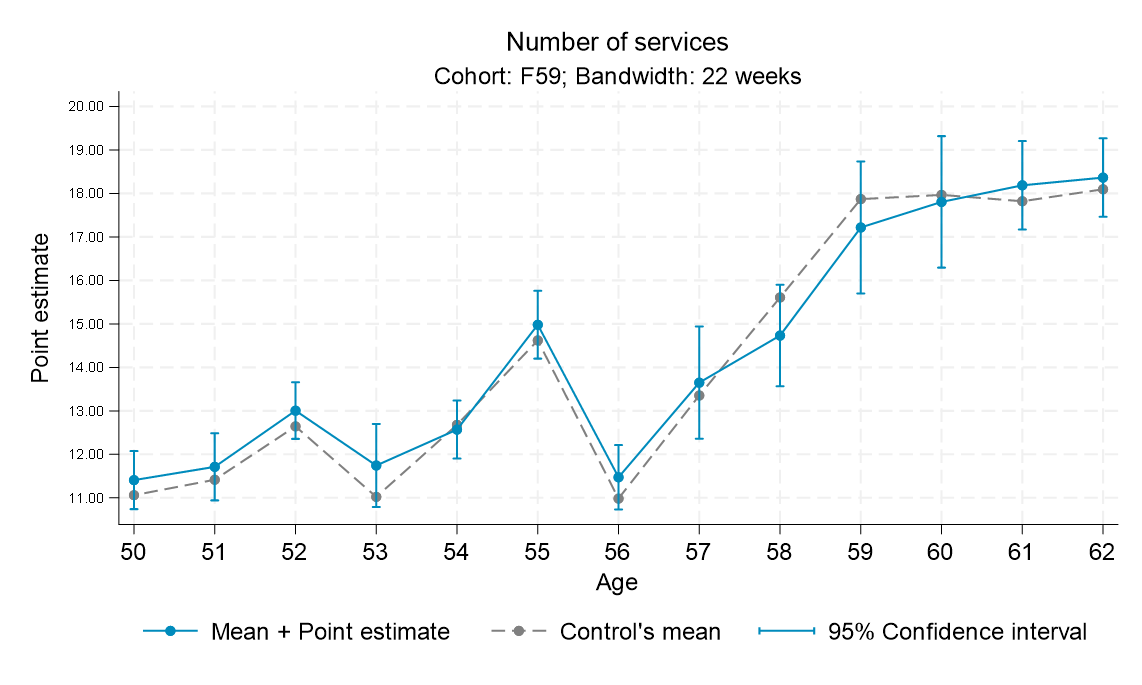 Number of services
Cohort: F59; Bandwidth: 22 weeks
Point estimate
20.00
19.00
18.00
17.00
16.00
15.00
14.00
13.00
12.00
11.00
50 51 52 53 54 55 56 57 58 59 60 61 62
Age
Mean + Point estimate Control's mean 95% Confidence interval